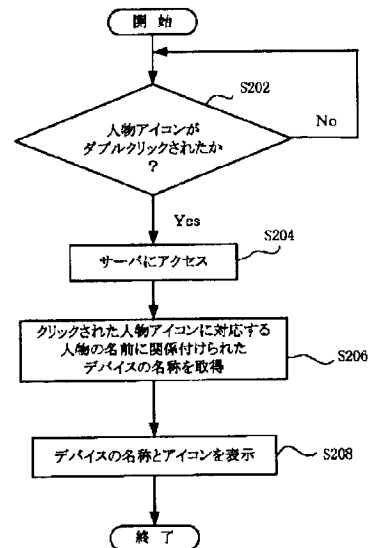 開始
S202
人物アイコンが
ダブルクリックされたか
?
No
Yes
S204
サーバにアクセス
クリックされた人物アイコンに対応する
人物の名前に関係付けられた
デバイスの名称を取得
S206
デバイスの名称とアイコンを表示
S208
終了